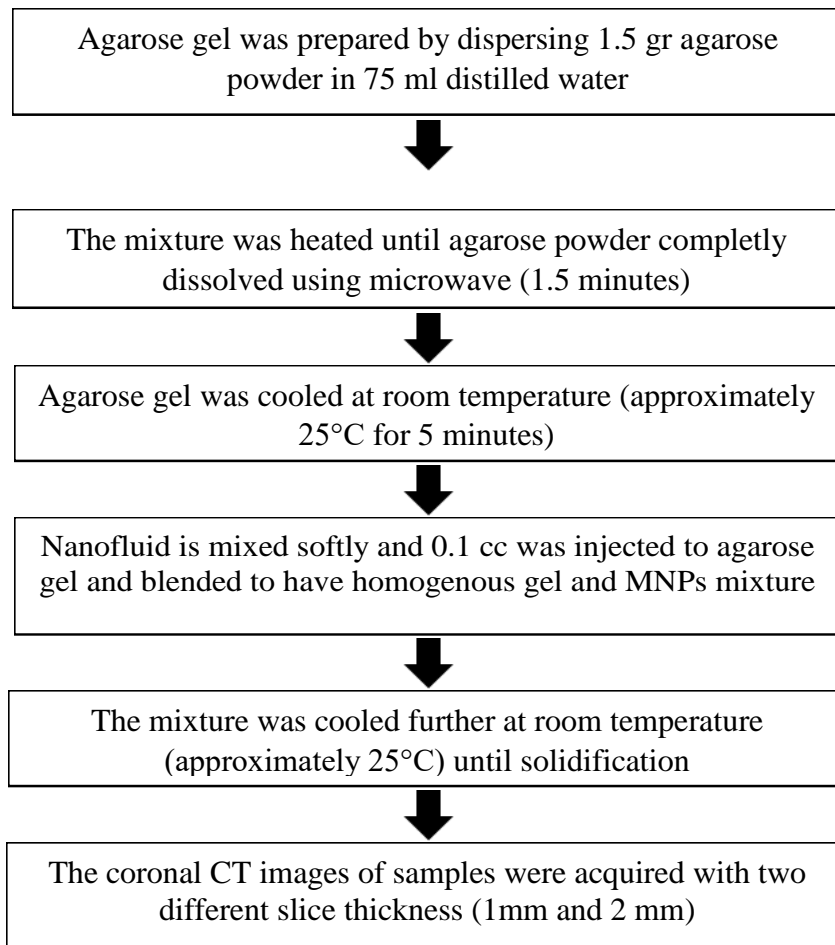 Agarose gel was prepared by dispersing 1.5 gr agarose
powder in 75 ml distilled water
The mixture was heated until agarose powder completly
dissolved using microwave (1.5 minutes)
Agarose gel was cooled at room temperature (approximately
25°C for 5 minutes)
Nanofluid is mixed softly and 0.1 cc was injected to agarose
gel and blended to have homogenous gel and MNPs mixture
The mixture was cooled further at room temperature
(approximately 25°C) until solidification
The coronal CT images of samples were acquired with two
different slice thickness (1mm and 2 mm)